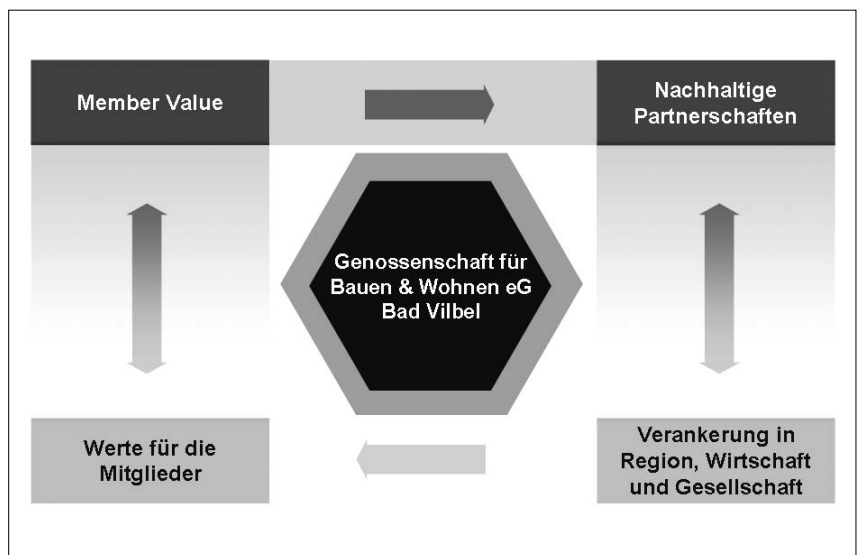 Member Value
Nachhaltige
Partnerschaften
Genossenschaft für
Bauen & Wohnen eG
Bad Vilbel
Werte für die
Mitglieder
Verankerung in
Region, Wirtschaft
und Gesellschaft